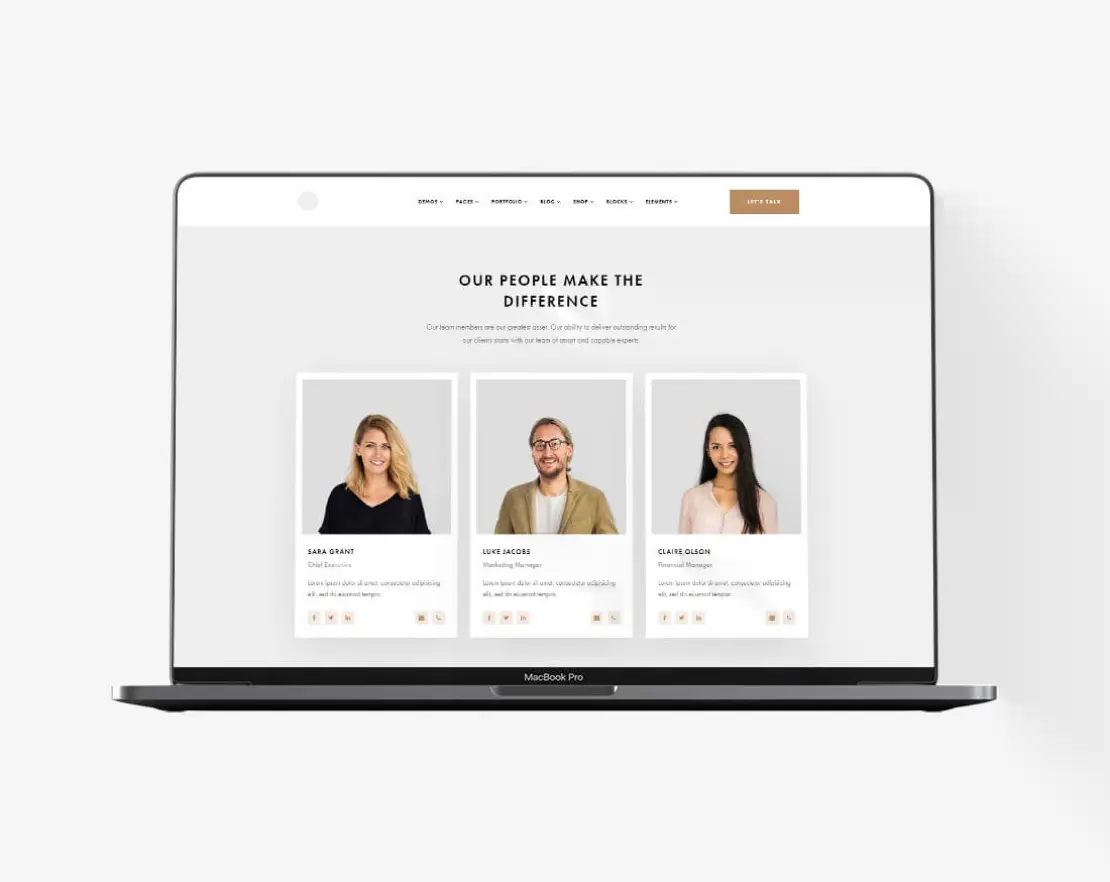 DEMOS PAGES PORTFOLIO BLOG SHOP BLOCKS ELEMENTS LET'S TALK
OUR PEOPLE MAKE THE
DIFFERENCE
Our team members are our greatest asset. Our ability to deliver outstanding results for
our clients starts with our team of smart and capable experts.
SARA GRANT
Chief Executive
Lorem ipsum dolor sit amet, consectetur adipisicing
elit, sed do eiusmod tempor.
LUKE JACOBS
Marketing Manager
Lorem ipsum dolor sit amet, consectetur adipisicing
elit, sed do eiusmod tempor.
CLAIRE OLSON
Financial Manager
Lorem ipsum dolor sit amet, consectetur adipisicing
elit, sed do eiusmod tempor.
MacBook Pro